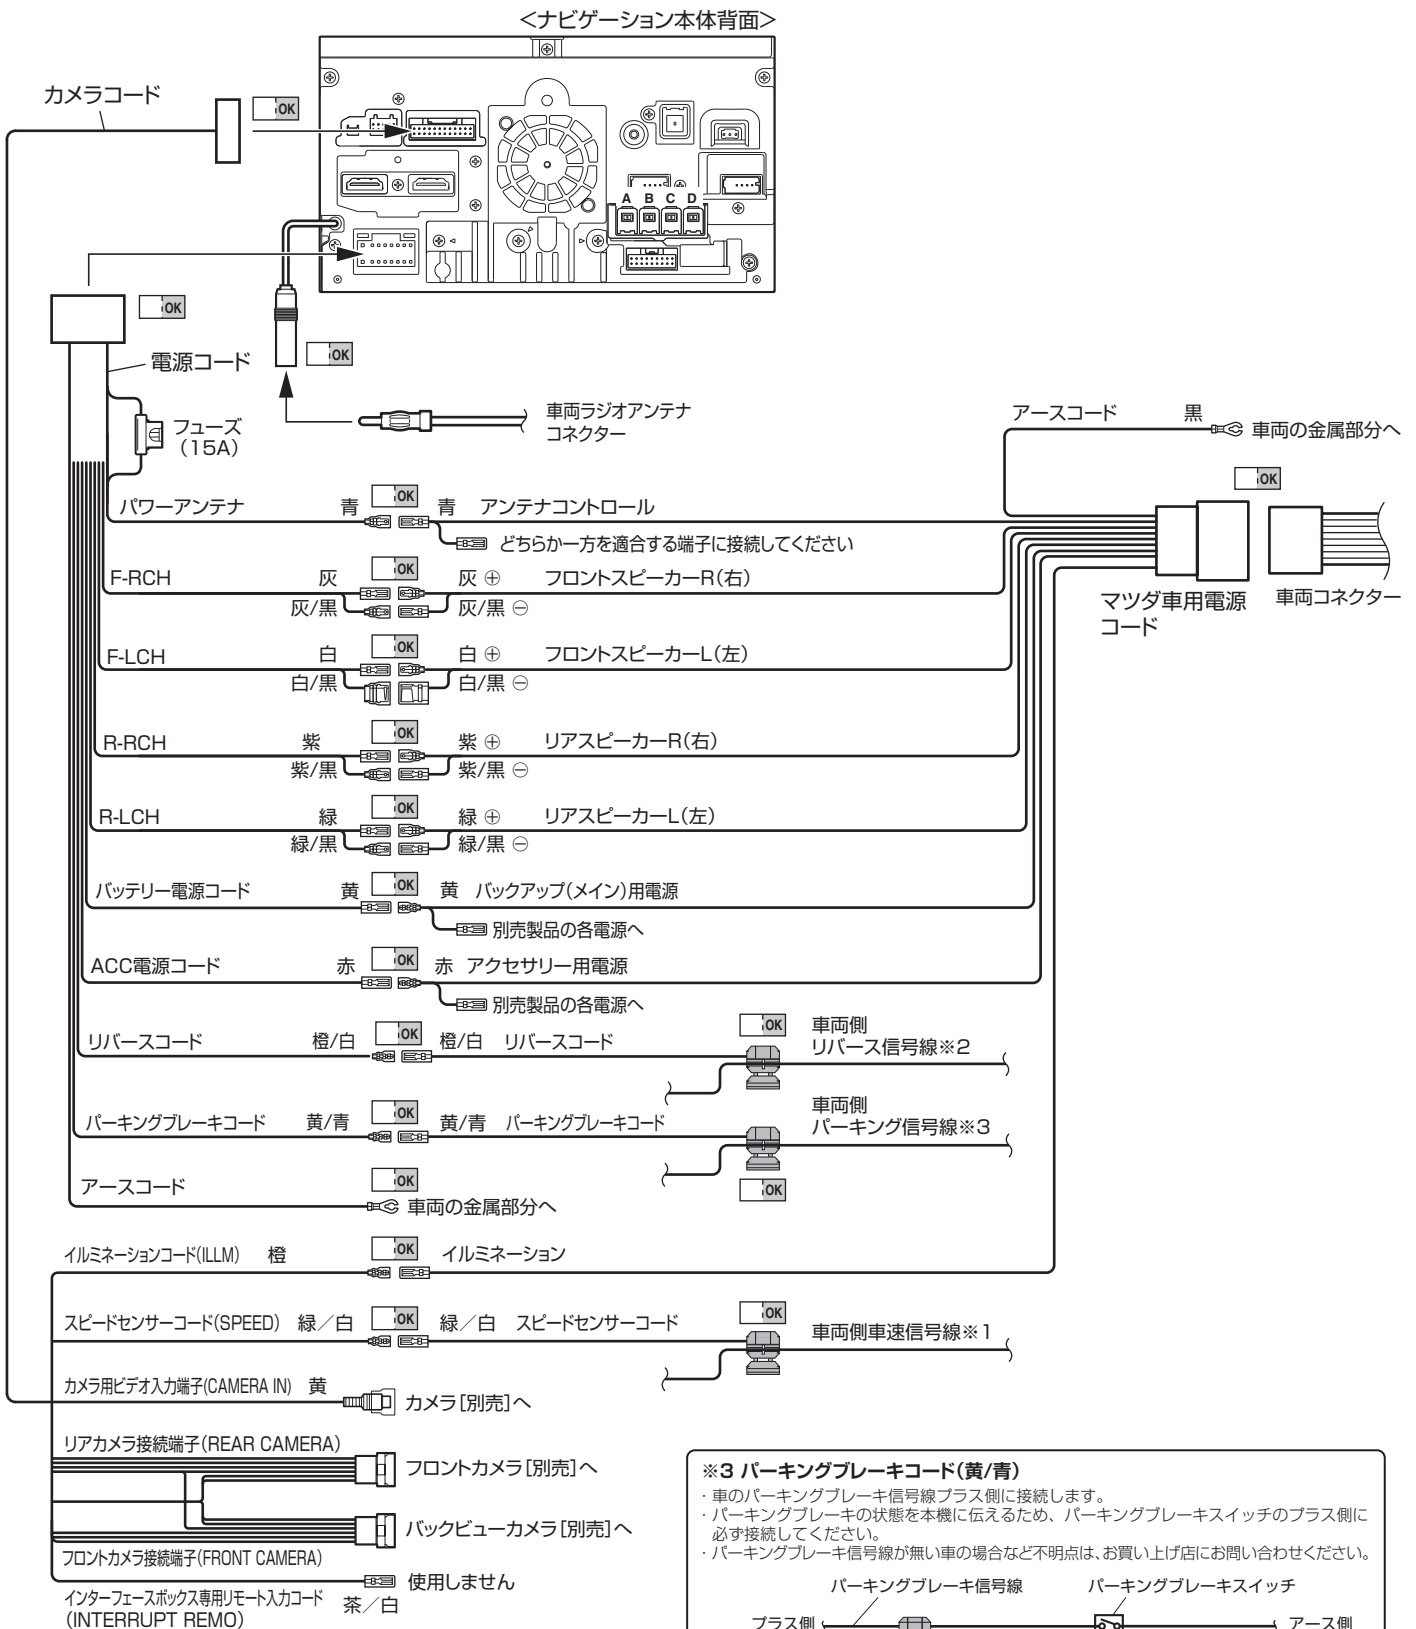 <ナビゲーション本体背面>
カメラコード
OK
A B C D
OK
電源コード
OK
フューズ
(15A)
車両ラジオアンテナ
コネクター
アースコード 黒
車両の金属部分へ
OK
パワーアンテナ 青 OK 青 アンテナコントロール
どちらか一方を適合する端子に接続してください
マツダ車用電源
コード
車両コネクター
F-RCH 灰 OK 灰 ⊕ フロントスピーカーR(右)
灰/黒 灰/黒 ⊖
F-LCH 白 OK 白 ⊕ フロントスピーカーL(左)
白/黒 白/黒 ⊖
R-RCH 紫 OK 紫 ⊕ リアスピーカーR(右)
紫/黒 紫/黒 ⊖
R-LCH 緑 OK 緑 ⊕ リアスピーカーL(左)
緑/黒 緑/黒 ⊖
バッテリー電源コード 黄 OK 黄 バックアップ(メイン)用電源
別売製品の各電源へ
ACC電源コード 赤 OK 赤 アクセサリー用電源
別売製品の各電源へ
リバースコード 橙/白 OK 橙/白 リバースコード OK
車両側
リバース信号線※2
パーキングブレーキコード 黄/青 OK 黄/青 パーキングブレーキコード
車両側
パーキング信号線※3
OK
アースコード OK
車両の金属部分へ
イルミネーションコード(ILLM) 橙 OK イルミネーション
スピードセンサーコード(SPEED) 緑/白 OK 緑/白 スピードセンサーコード OK
車両側車速信号線※1
カメラ用ビデオ入力端子(CAMERA IN) 黄
カメラ[別売]へ
リアカメラ接続端子(REAR CAMERA)
フロントカメラ[別売]へ
バックビューカメラ[別売]へ
フロントカメラ接続端子(FRONT CAMERA)
使用しません
インターフェースボックス専用リモート入力コード 茶/白
(INTERRUPT REMO)
※3 パーキングブレーキコード(黄/青)
・車のパーキングブレーキ信号線プラス側に接続します。
・パーキングブレーキの状態を本機に伝えるため、パーキングブレーキスイッチのプラス側に
必ず接続してください。
・パーキングブレーキ信号線が無い車の場合など不明点は、お買い上げ店にお問い合わせください。
パーキングブレーキ信号線 パーキングブレーキスイッチ
プラス側 アース側